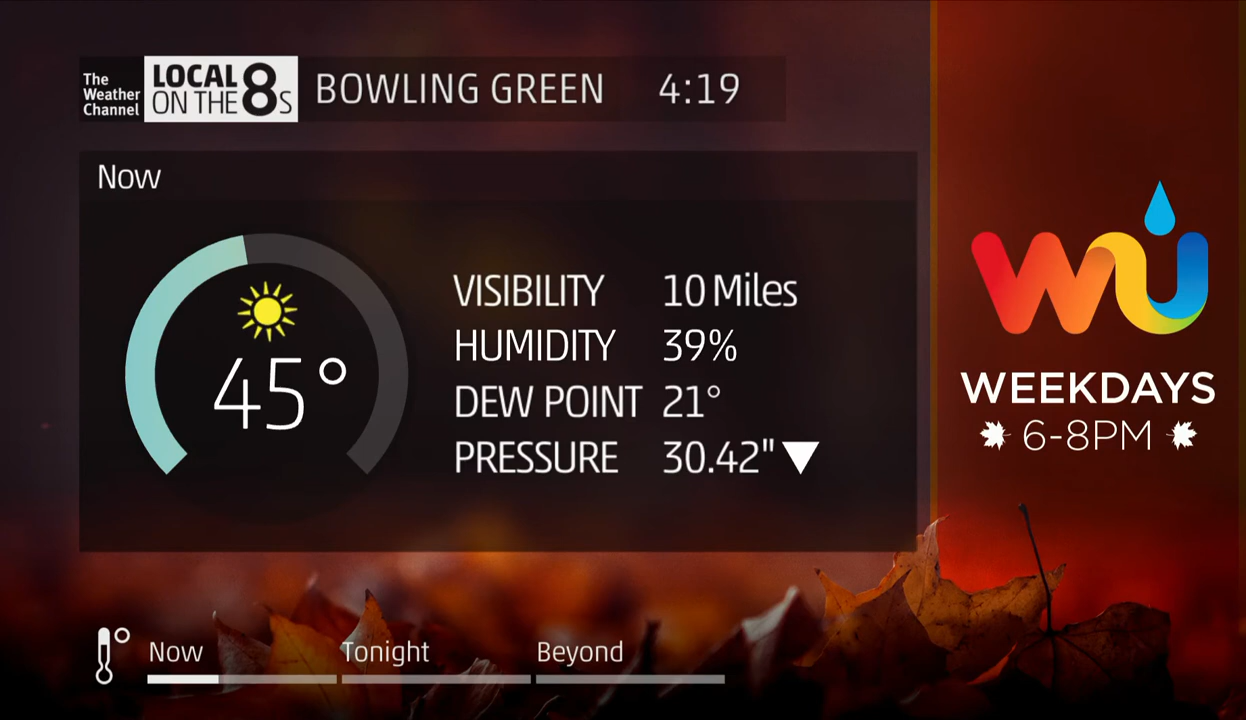 The Weather Channel
LOCAL ON THE 8s
BOWLING GREEN 4:19
Now
45°
VISIBILITY 10 Miles
HUMIDITY 39%
DEW POINT 21°
PRESSURE 30.42"
WU
WEEKDAYS
6-8PM
Now Tonight Beyond